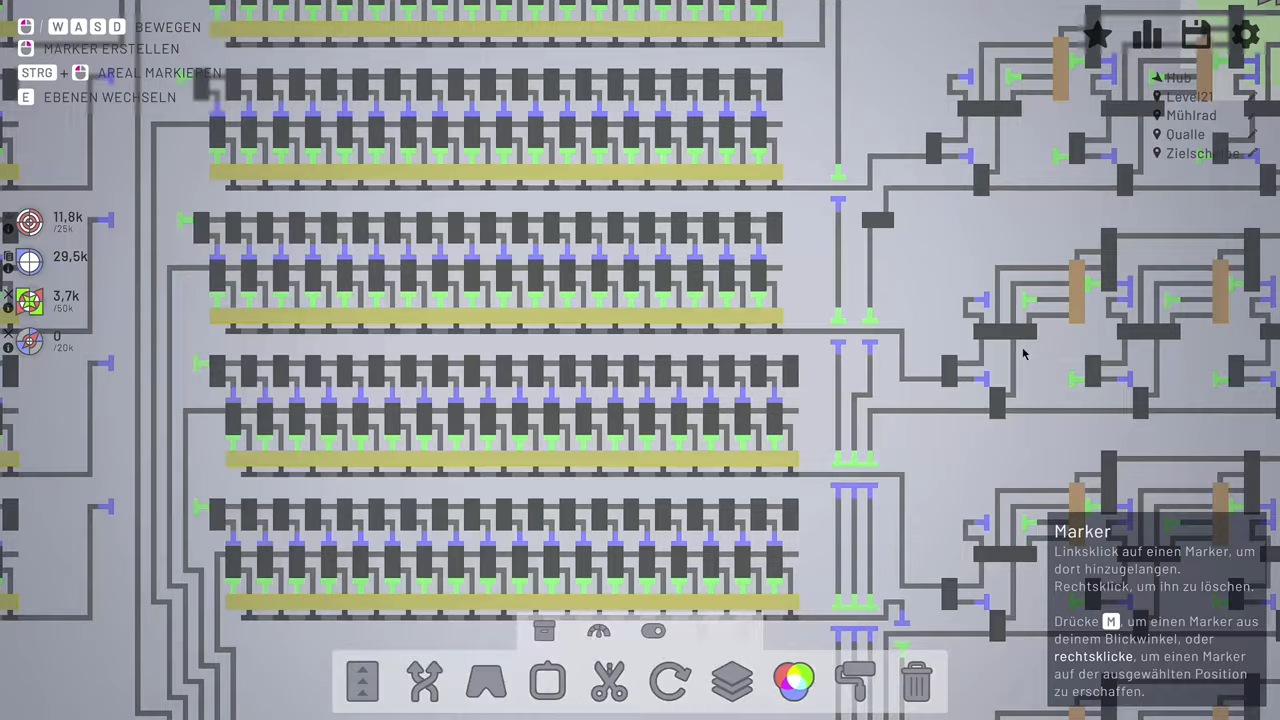 / W A S D BEWEGEN
MARKER ERSTELLEN
STRG + AREAL MARKIEREN
E EBENEN WECHSELN
Hub
Level21
Mühlrad
Qualle
Zielscheibe
11,8k
/25k
29,5k
3,7k
/50k
0
/20k
Marker
Linksklick auf einen Marker, um
dort hinzugelangen.
Rechtsklick, um ihn zu löschen.
Drücke M, um einen Marker aus
deinem Blickwinkel, oder
rechtsklicke, um einen Marker
auf der ausgewählten Position
zu erschaffen.